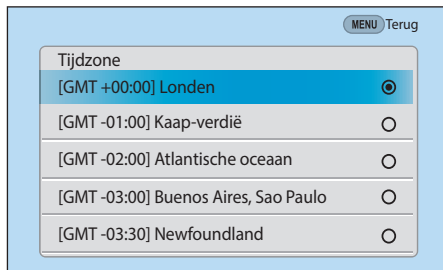 MENU Terug
Tijdzone
[GMT +00:00] Londen
[GMT -01:00] Kaap-verdië
[GMT -02:00] Atlantische oceaan
[GMT -03:00] Buenos Aires, Sao Paulo
[GMT -03:30] Newfoundland